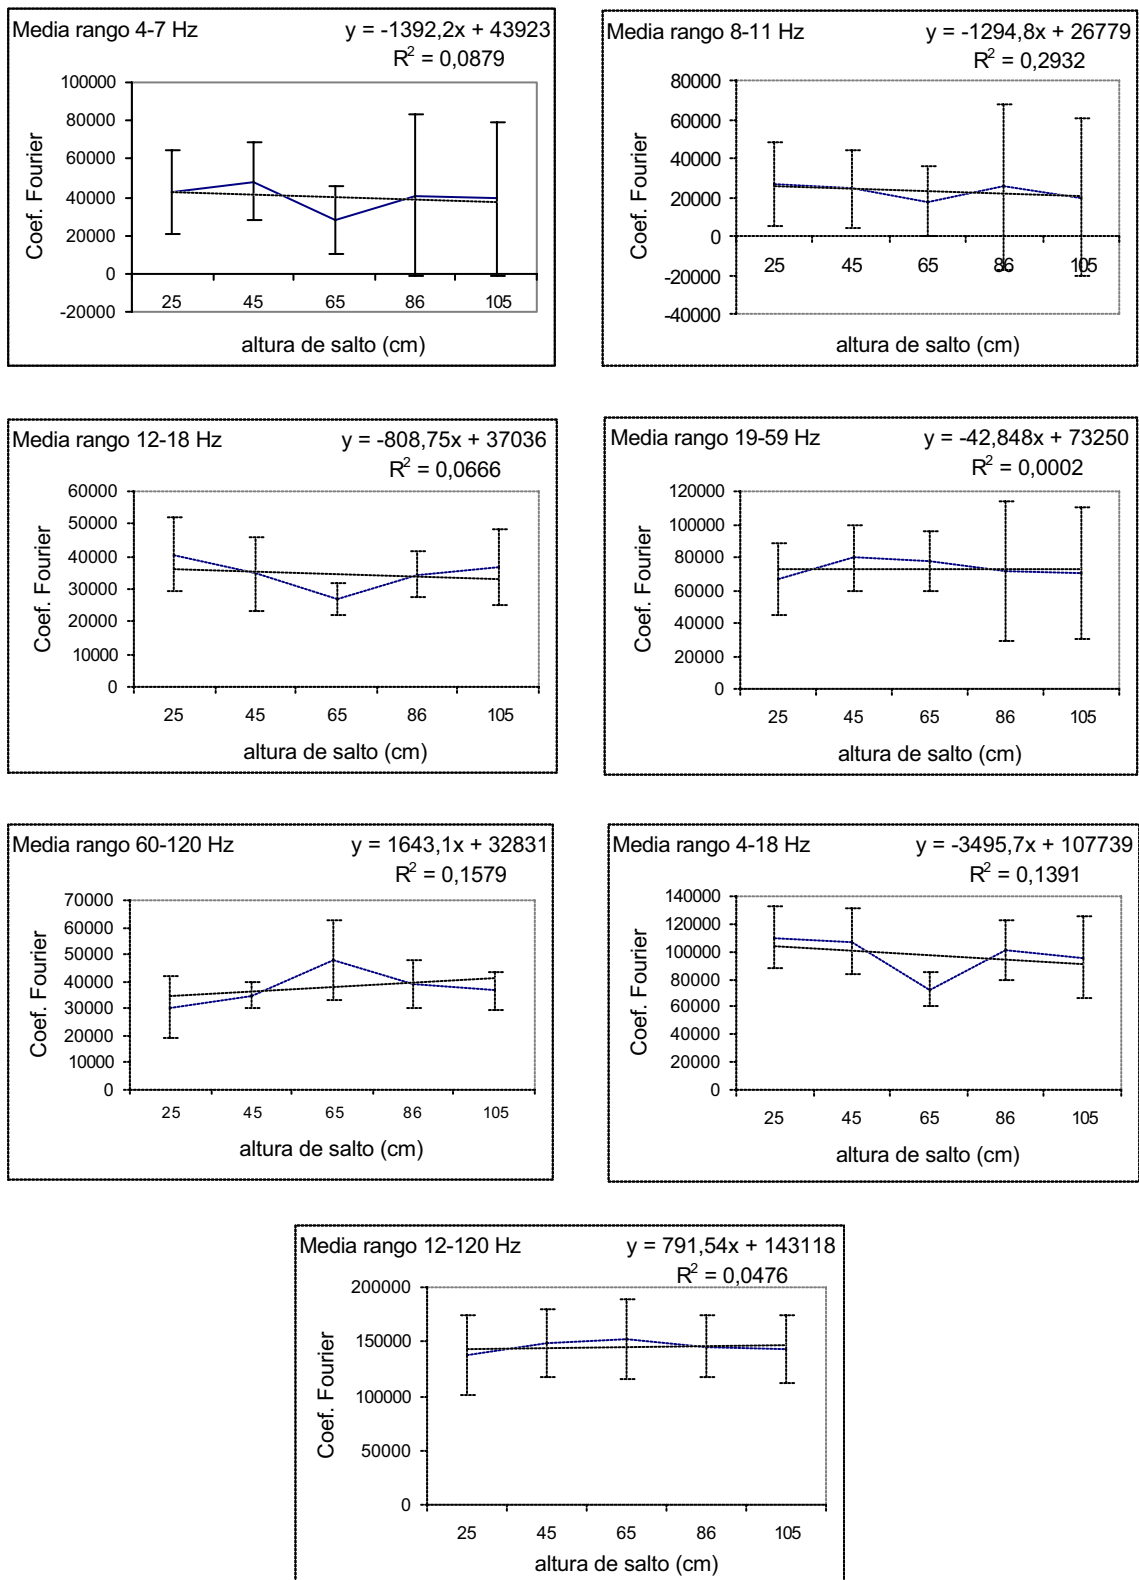 Media rango 4-7 Hz y = -1392,2x + 43923
R² = 0,0879
100000
80000
60000
40000
20000
0
-20000
Coef. Fourier
25 45 65 86 105
altura de salto (cm)
Media rango 8-11 Hz y = -1294,8x + 26779
R² = 0,2932
80000
60000
40000
20000
0
-20000
-40000
Coef. Fourier
25 45 65 86 105
altura de salto (cm)
Media rango 12-18 Hz y = -808,75x + 37036
R² = 0,0666
60000
50000
40000
30000
20000
10000
0
Coef. Fourier
25 45 65 86 105
altura de salto (cm)
Media rango 19-59 Hz y = -42,848x + 73250
R² = 0,0002
120000
100000
80000
60000
40000
20000
0
Coef. Fourier
25 45 65 86 105
altura de salto (cm)
Media rango 60-120 Hz y = 1643,1x + 32831
R² = 0,1579
70000
60000
50000
40000
30000
20000
10000
0
Coef. Fourier
25 45 65 86 105
altura de salto (cm)
Media rango 4-18 Hz y = -3495,7x + 107739
R² = 0,1391
140000
120000
100000
80000
60000
40000
20000
0
Coef. Fourier
25 45 65 86 105
altura de salto (cm)
Media rango 12-120 Hz y = 791,54x + 143118
R² = 0,0476
200000
150000
100000
50000
0
Coef. Fourier
25 45 65 86 105
altura de salto (cm)